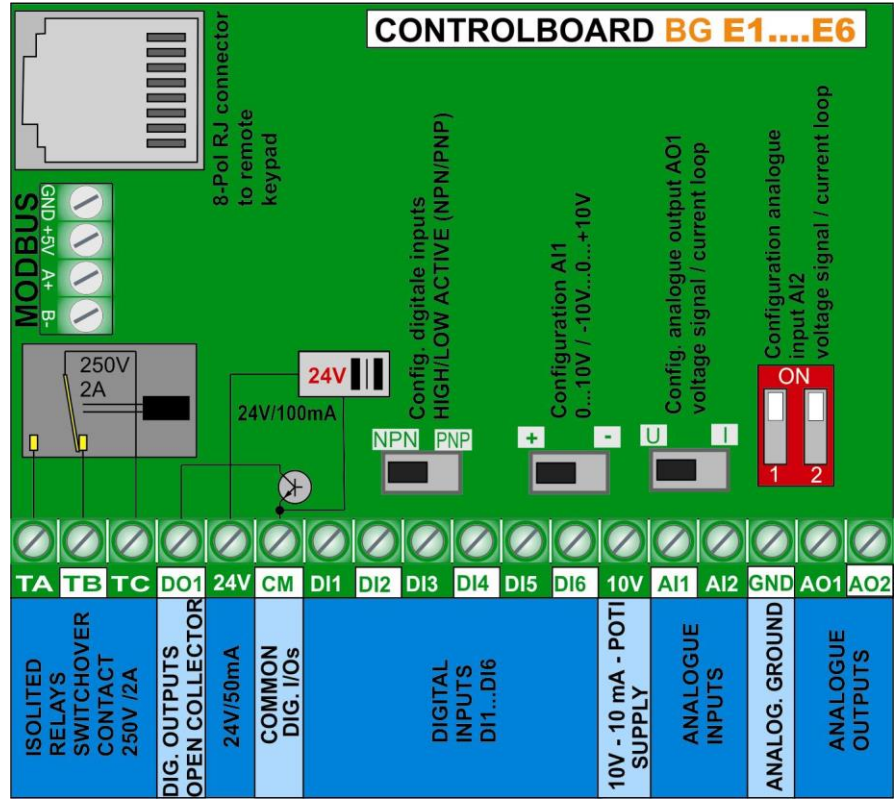 CONTROLBOARD BG E1....E6
8-Pol RJ connector
to remote
keypad
MODBUS
GND +5V A+ B-
250V
2A
24V
24V/100mA
Config. digitale inputs
HIGH/LOW ACTIVE (NPN/PNP)
NPN PNP
Configuration AI1
0...10V / -10V...0...+10V
+ -
Config. analogue output AO1
voltage signal / current loop
U I
Configuration analogue
input AI2
voltage signal / current loop
ON
1 2
TA TB TC DO1 24V CM DI1 DI2 DI3 DI4 DI5 DI6 10V AI1 AI2 GND AO1 AO2
ISOLITED
RELAYS
SWITCHOVER
CONTACT
250V /2A
DIG. OUTPUTS
OPEN COLLECTOR
24V/50mA
COMMON
DIG. I/Os
DIGITAL
INPUTS
DI1...DI6
10V - 10 mA - POTI
SUPPLY
ANALOGUE
INPUTS
ANALOG. GROUND
ANALOGUE
OUTPUTS